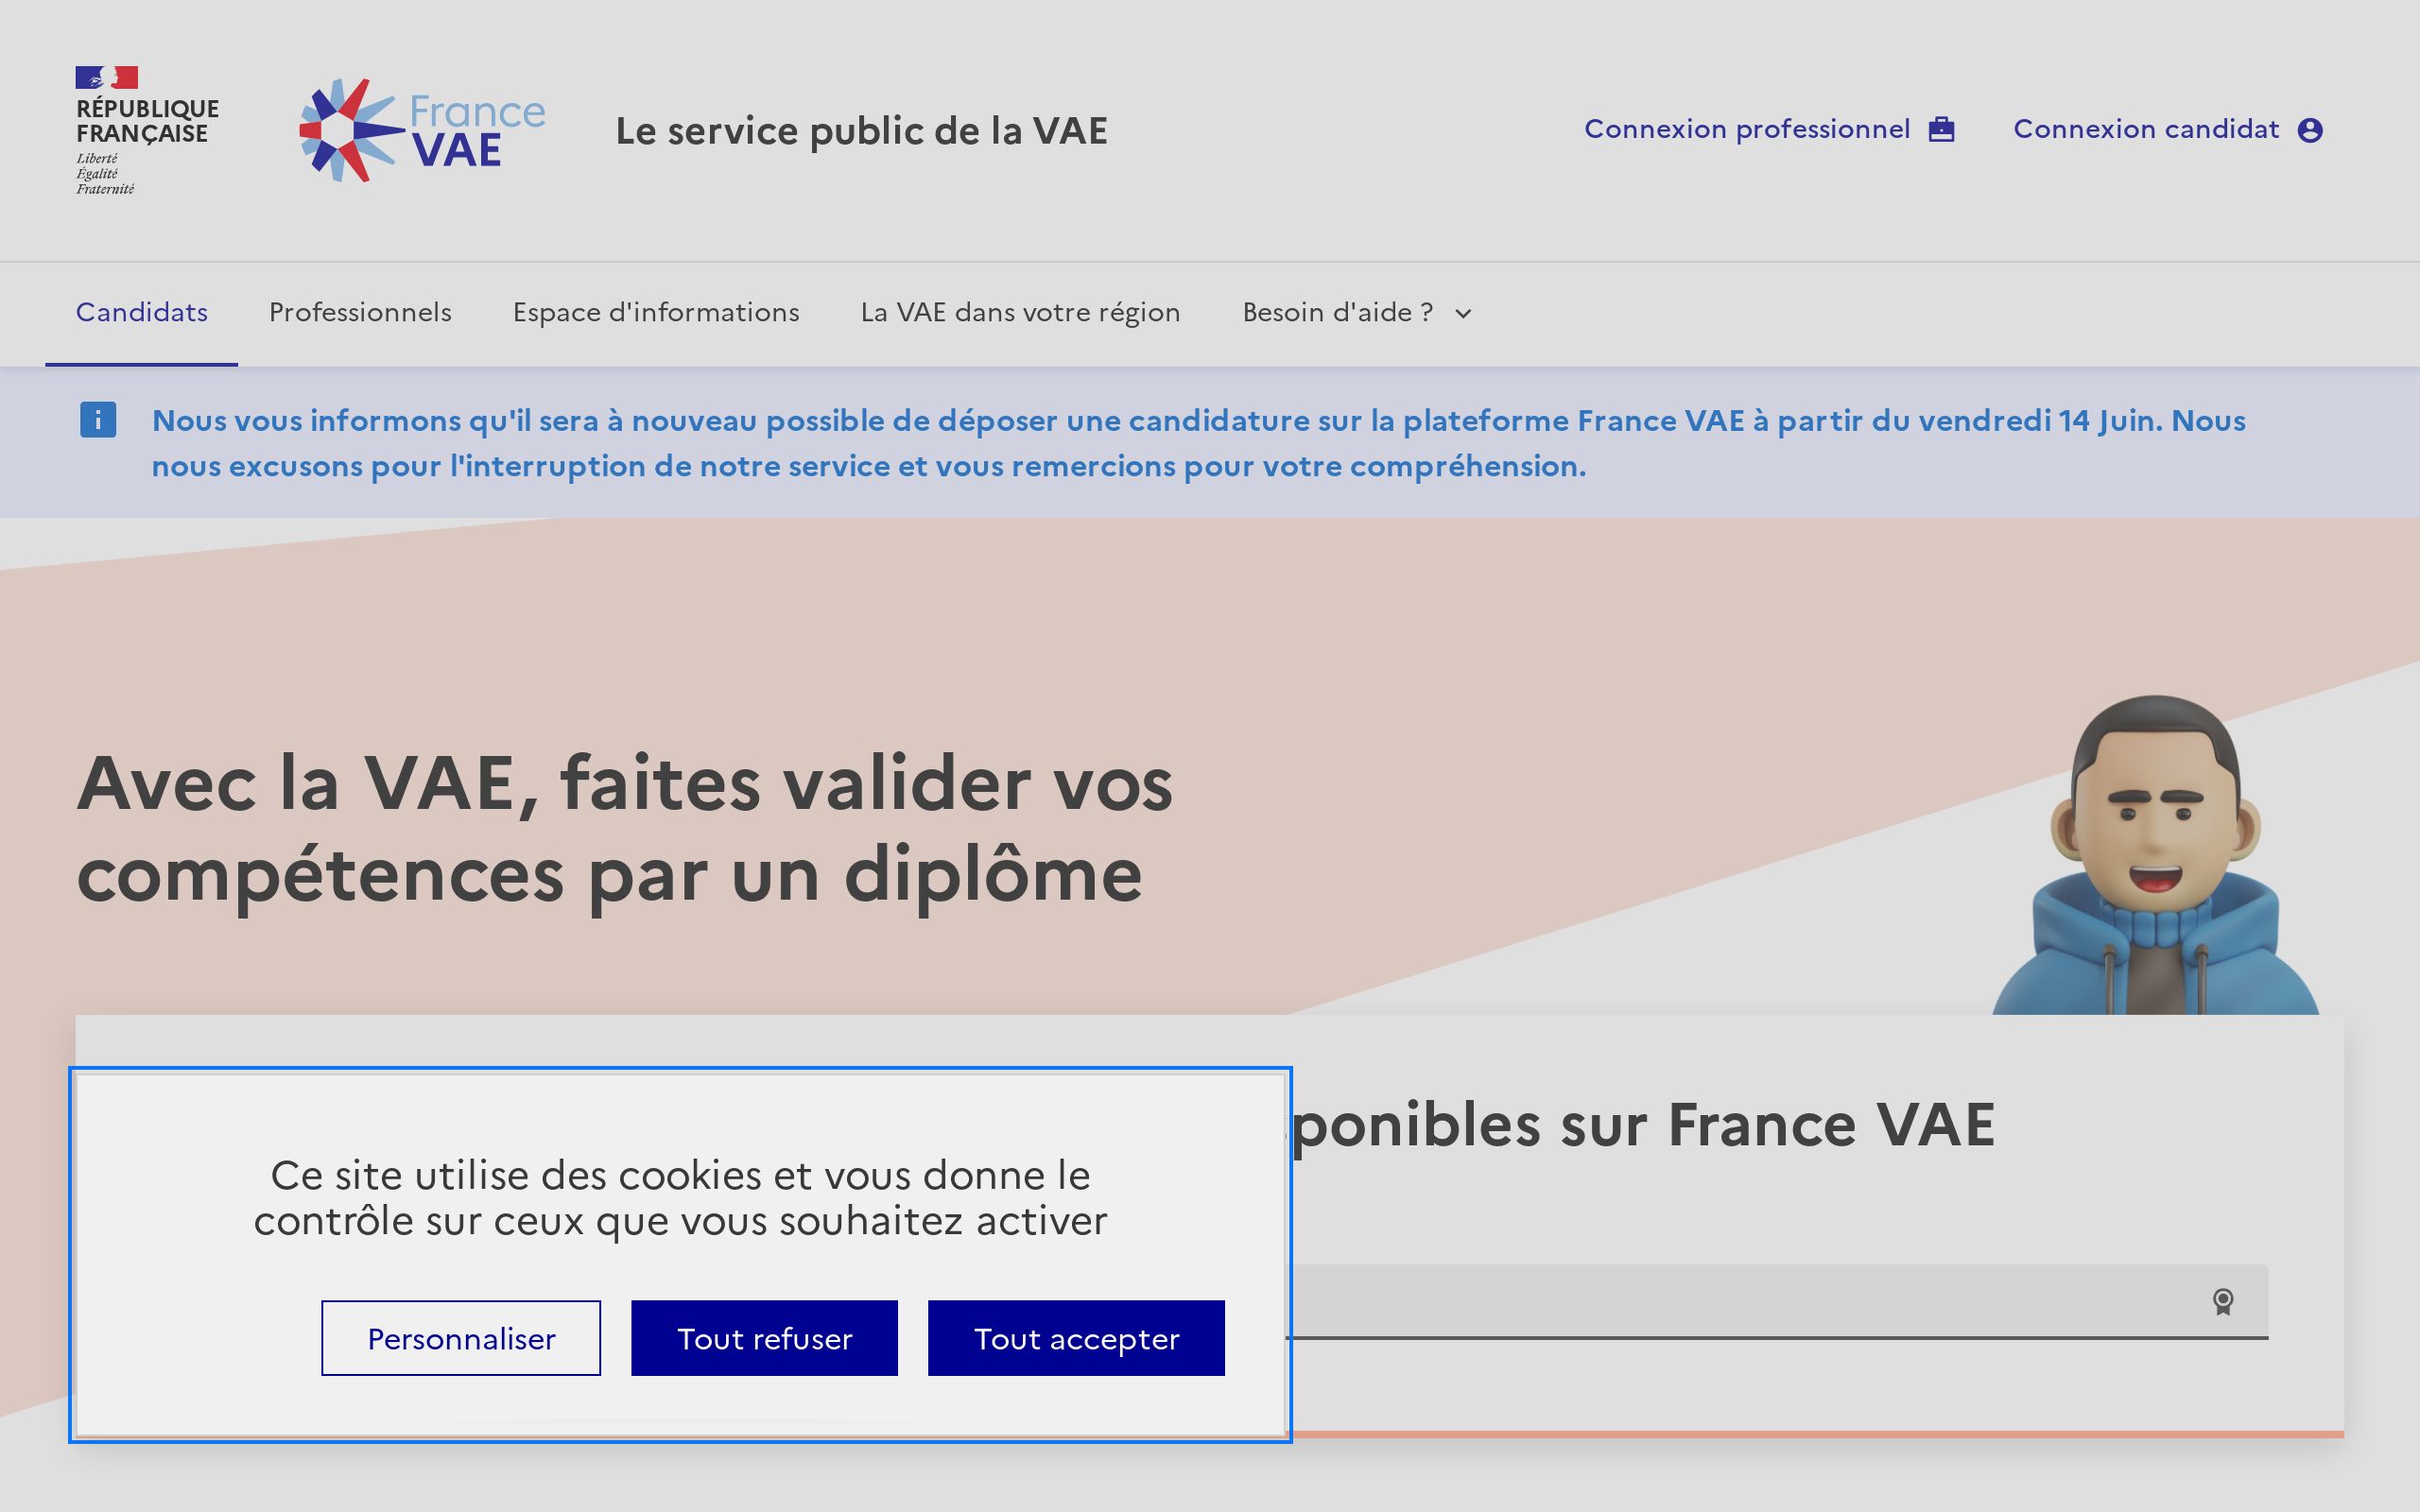 RÉPUBLIQUE
FRANÇAISE
Liberté
Égalité
Fraternité
France
VAE
Le service public de la VAE
Connexion professionnel
Connexion candidat
Candidats
Professionnels
Espace d'informations
La VAE dans votre région
Besoin d'aide ?
Nous vous informons qu'il sera à nouveau possible de déposer une candidature sur la plateforme France VAE à partir du vendredi 14 Juin. Nous
nous excusons pour l'interruption de notre service et vous remercions pour votre compréhension.
Avec la VAE, faites valider vos
compétences par un diplôme
ponibles sur France VAE
Ce site utilise des cookies et vous donne le
contrôle sur ceux que vous souhaitez activer
Personnaliser
Tout refuser
Tout accepter